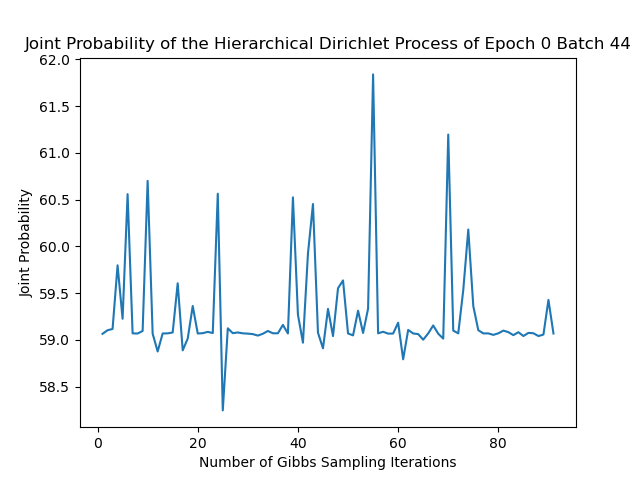 Joint Probability of the Hierarchical Dirichlet Process of Epoch 0 Batch 44
62.0
61.5
61.0
60.5
60.0
59.5
59.0
58.5
Joint Probability
0 20 40 60 80
Number of Gibbs Sampling Iterations